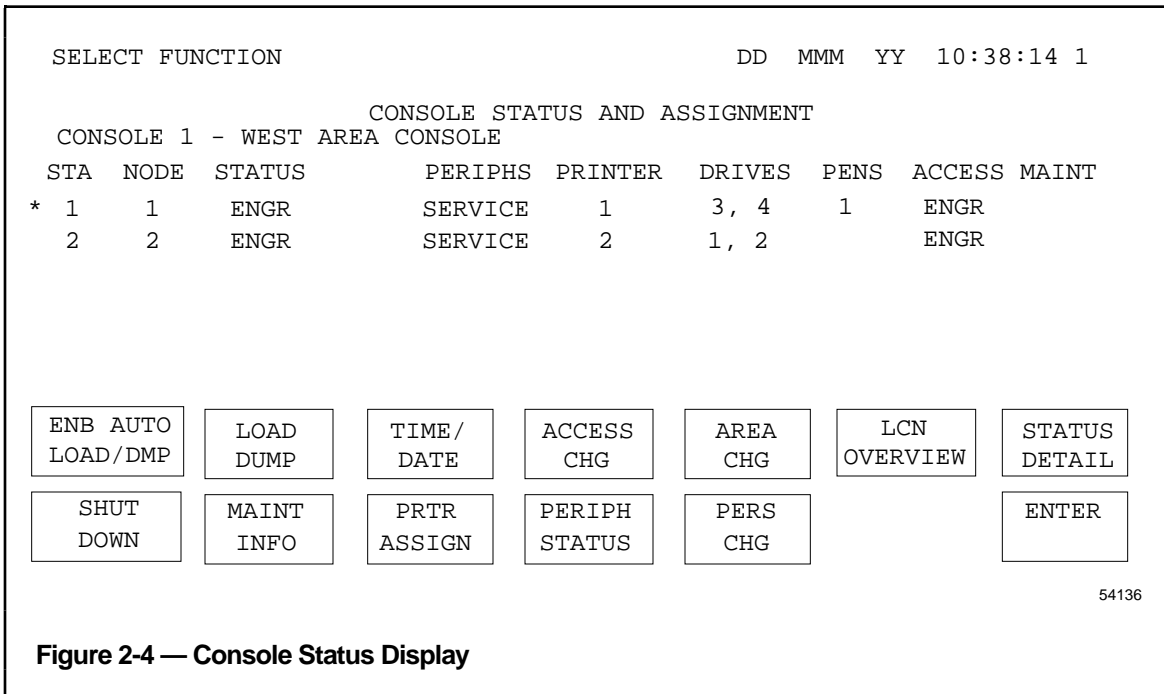 SELECT FUNCTION DD MMM YY 10:38:14 1
CONSOLE STATUS AND ASSIGNMENT
CONSOLE 1 – WEST AREA CONSOLE
STA NODE STATUS PERIPHS PRINTER DRIVES PENS ACCESS MAINT
* 1 1 ENGR SERVICE 1 3, 4 1 ENGR
2 2 ENGR SERVICE 2 1, 2 ENGR
ENB AUTO LOAD TIME/ ACCESS AREA LCN STATUS
LOAD/DMP DUMP DATE CHG CHG OVERVIEW DETAIL
SHUT MAINT PRTR PERIPH PERS ENTER
DOWN INFO ASSIGN STATUS CHG
54136
Figure 2-4 — Console Status Display